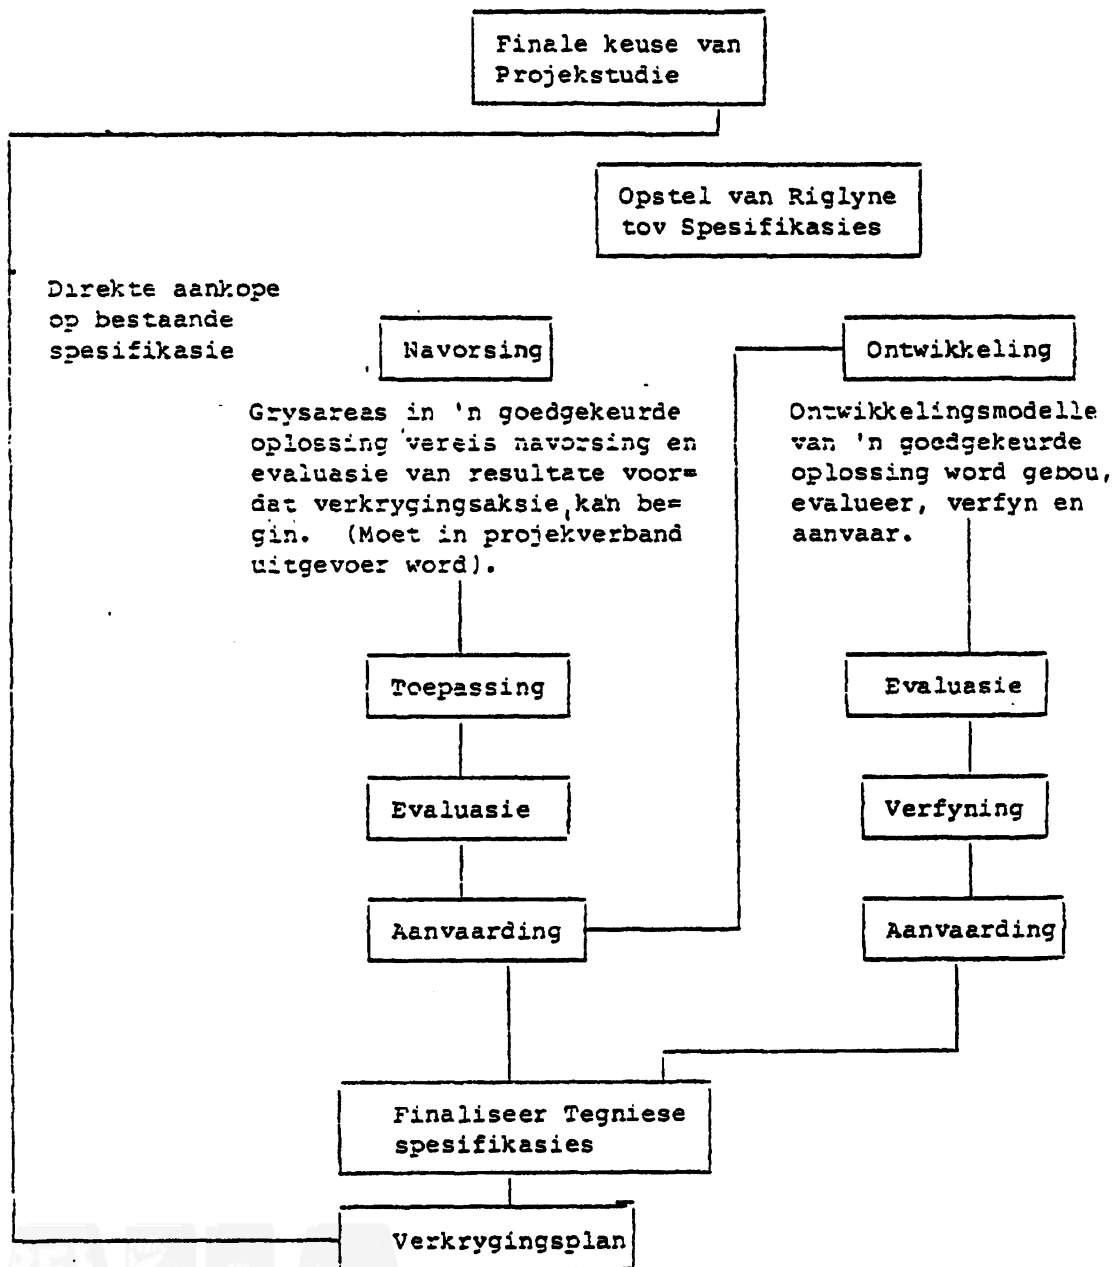 Finale keuse van
Projekstudie
Opstel van Riglyne
tov Spesifikasies
Direkte aankope
op bestaande
spesifikasie
Navorsing
Ontwikkeling
Grysareas in 'n goedgekeurde
oplossing vereis navorsing en
evaluasie van resultate voor=
dat verkrygingsaksie kan be=
gin. (Moet in projekverband
uitgevoer word).
Ontwikkelingsmodelle
van 'n goedgekeurde
oplossing word gebou,
evalueer, verfyn en
aanvaar.
Toepassing
Evaluasie
Aanvaarding
Evaluasie
Verfyning
Aanvaarding
Finaliseer Tegniese
spesifikasies
Verkrygingsplan